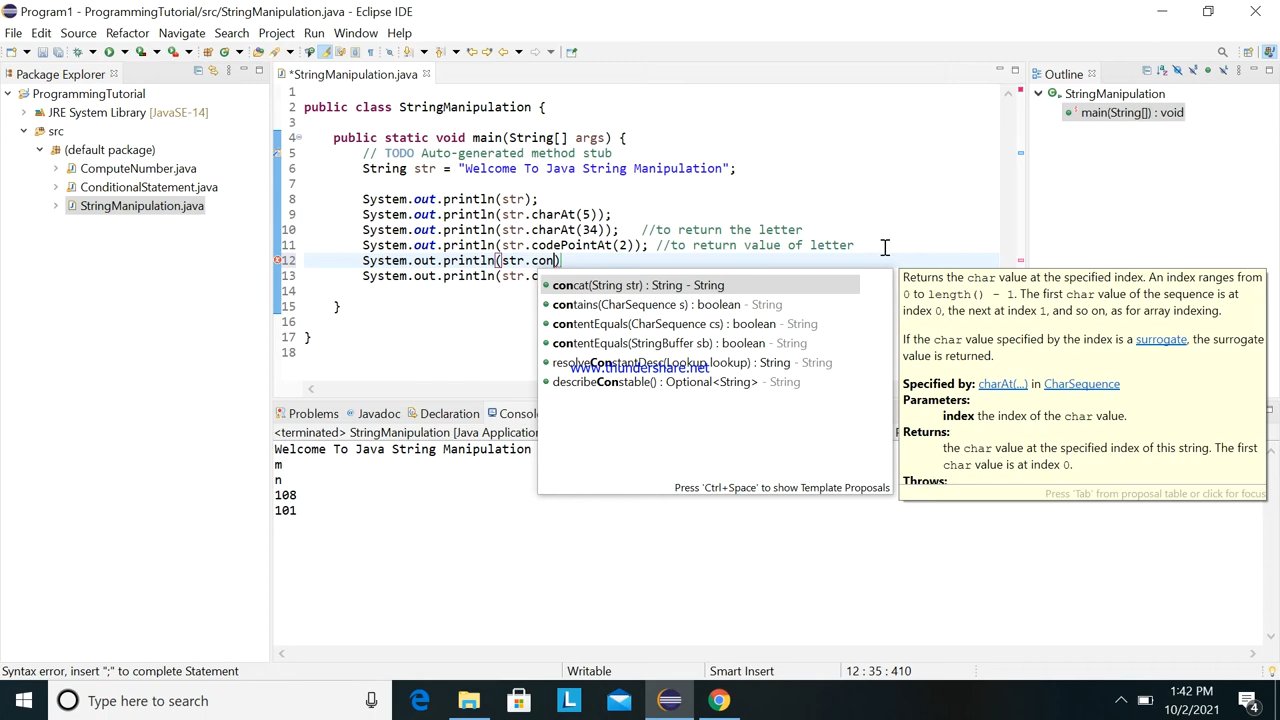 Program1 - ProgrammingTutorial/src/StringManipulation.java - Eclipse IDE
File Edit Source Refactor Navigate Search Project Run Window Help
Package Explorer
ProgrammingTutorial
JRE System Library [JavaSE-14]
src
(default package)
ComputeNumber.java
ConditionalStatement.java
StringManipulation.java
*StringManipulation.java
1
2 public class StringManipulation {
3
4 public static void main(String[] args) {
5 // TODO Auto-generated method stub
6 String str = "Welcome To Java String Manipulation";
7
8 System.out.println(str);
9 System.out.println(str.charAt(5));
10 System.out.println(str.charAt(34)); //to return the letter
11 System.out.println(str.codePointAt(2)); //to return value of letter
12 System.out.println(str.con)
13 System.out.println(str.c
14
15 }
16
17 }
18
concat(String str) : String - String
contains(CharSequence s) : boolean - String
contentEquals(CharSequence cs) : boolean - String
contentEquals(StringBuffer sb) : boolean - String
resolveConstantDesc(Lookup lookup) : String - String
www.thundershare.net
describeConstable() : Optional<String> - String
Press 'Ctrl+Space' to show Template Proposals
Returns the char value at the specified index. An index ranges from
0 to length() - 1. The first char value of the sequence is at
index 0, the next at index 1, and so on, as for array indexing.
If the char value specified by the index is a surrogate, the surrogate
value is returned.
Specified by: charAt(...) in CharSequence
Parameters:
index the index of the char value.
Returns:
the char value at the specified index of this string. The first
char value is at index 0.
Throws:
Press 'Tab' from proposal table or click for focus
Outline
StringManipulation
main(String[]) : void
Problems Javadoc Declaration Consol
<terminated> StringManipulation [Java Application
Welcome To Java String Manipulation
m
n
108
101
Syntax error, insert ";" to complete Statement
Writable
Smart Insert
12 : 35 : 410
Type here to search
1:42 PM
10/2/2021
4